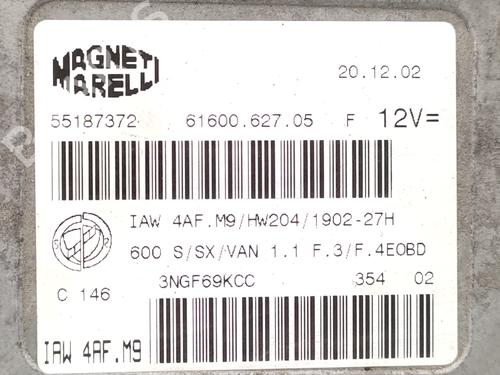 MAGNETI
MARELLI
20.12.02
55187372
61600.627.05 F 12V=
IAW 4AF.M9/HW204/1902-27H
600 S/SX/VAN 1.1 F.3/F.4EOBD
3NGF69KCC 354 02
C 146
IAW 4AF.M9